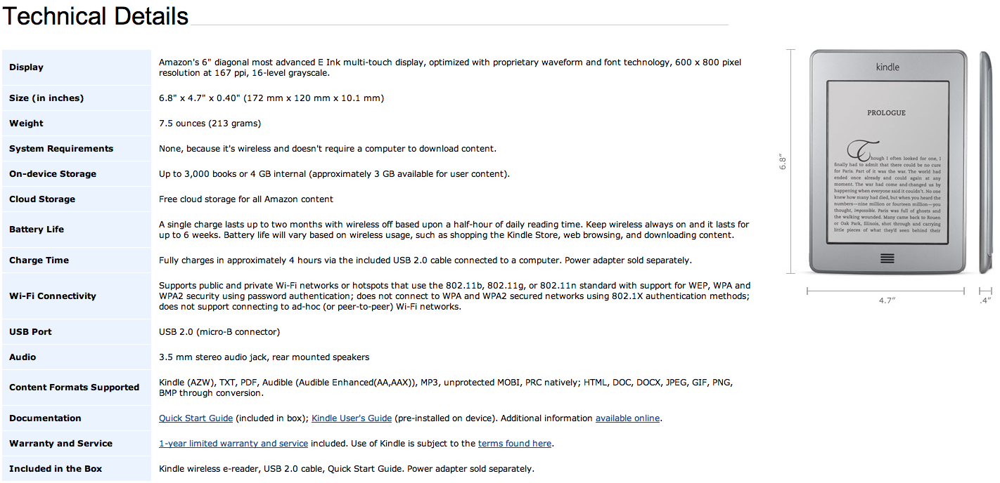 Technical Details
Display
Amazon's 6" diagonal most advanced E Ink multi-touch display, optimized with proprietary waveform and font technology, 600 x 800 pixel
resolution at 167 ppi, 16-level grayscale.
Size (in inches)
6.8" x 4.7" x 0.40" (172 mm x 120 mm x 10.1 mm)
Weight
7.5 ounces (213 grams)
System Requirements
None, because it's wireless and doesn't require a computer to download content.
On-device Storage
Up to 3,000 books or 4 GB internal (approximately 3 GB available for user content).
Cloud Storage
Free cloud storage for all Amazon content
Battery Life
A single charge lasts up to two months with wireless off based upon a half-hour of daily reading time. Keep wireless always on and it lasts for
up to 6 weeks. Battery life will vary based on wireless usage, such as shopping the Kindle Store, web browsing, and downloading content.
Charge Time
Fully charges in approximately 4 hours via the included USB 2.0 cable connected to a computer. Power adapter sold separately.
Wi-Fi Connectivity
Supports public and private Wi-Fi networks or hotspots that use the 802.11b, 802.11g, or 802.11n standard with support for WEP, WPA and
WPA2 security using password authentication; does not connect to WPA and WPA2 secured networks using 802.1X authentication methods;
does not support connecting to ad-hoc (or peer-to-peer) Wi-Fi networks.
USB Port
USB 2.0 (micro-B connector)
Audio
3.5 mm stereo audio jack, rear mounted speakers
Content Formats Supported
Kindle (AZW), TXT, PDF, Audible (Audible Enhanced(AA,AAX)), MP3, unprotected MOBI, PRC natively; HTML, DOC, DOCX, JPEG, GIF, PNG,
BMP through conversion.
Documentation
Quick Start Guide (included in box); Kindle User's Guide (pre-installed on device). Additional information available online.
Warranty and Service
1-year limited warranty and service included. Use of Kindle is subject to the terms found here.
Included in the Box
Kindle wireless e-reader, USB 2.0 cable, Quick Start Guide. Power adapter sold separately.
kindle
PROLOGUE
Though I often looked for one, I
finally had to admit that there could be no cure
for Paris. Part of it was the war. The world had
ended once already and could again at any
moment. The war had come and changed us by
happening when everyone said it couldn't. No one
knew how many had died, but when you heard the
numbers—nine million or fourteen million—you
thought, Impossible. Paris was full of ghosts and
the walking wounded. Many came back to Rouen
or Oak Park, Illinois, shot through and carrying
little pieces of what they'd seen behind their
6.8"
4.7"
.4"